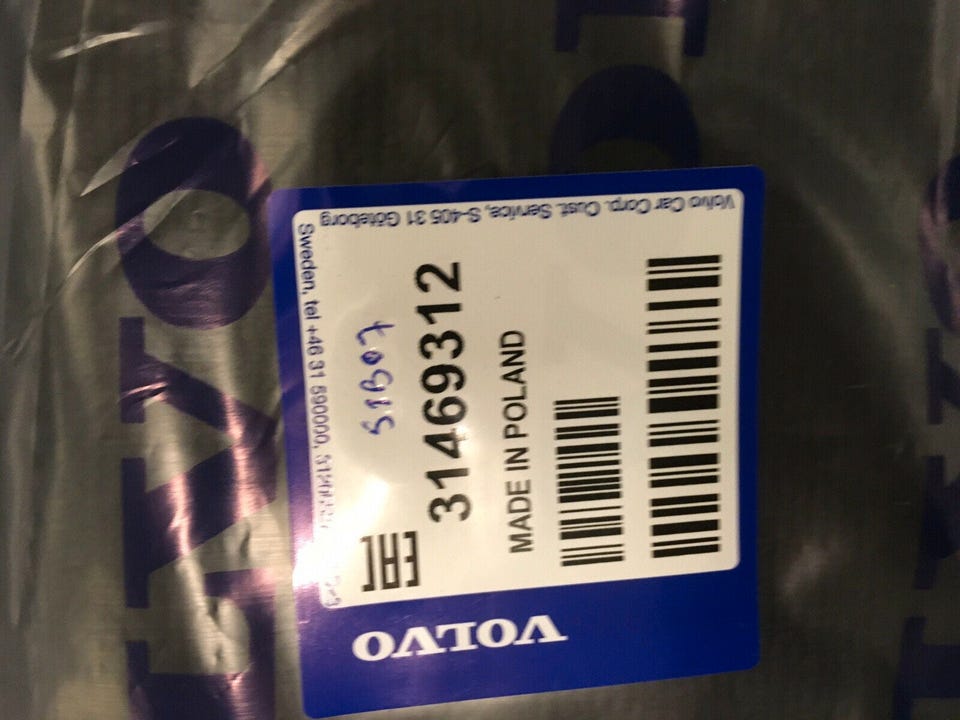 VOLVO
EAC
31469312
MADE IN POLAND
Volvo Car Corp. Cust. Service, S-405 31 Göteborg
Sweden, tel +46 31 590000,